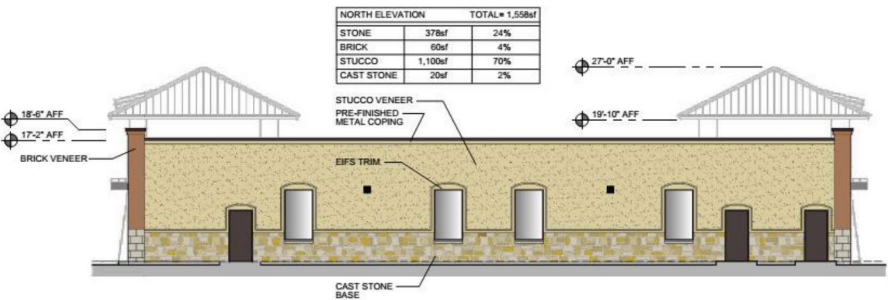 NORTH ELEVATION TOTAL= 1,558sf
STONE 378sf 24%
BRICK 60sf 4%
STUCCO 1,100sf 70%
CAST STONE 20sf 2%
27'-0" AFF
STUCCO VENEER
PRE-FINISHED
METAL COPING
18'-6" AFF
19'-10" AFF
17'-2" AFF
BRICK VENEER
EIFS TRIM
CAST STONE
BASE